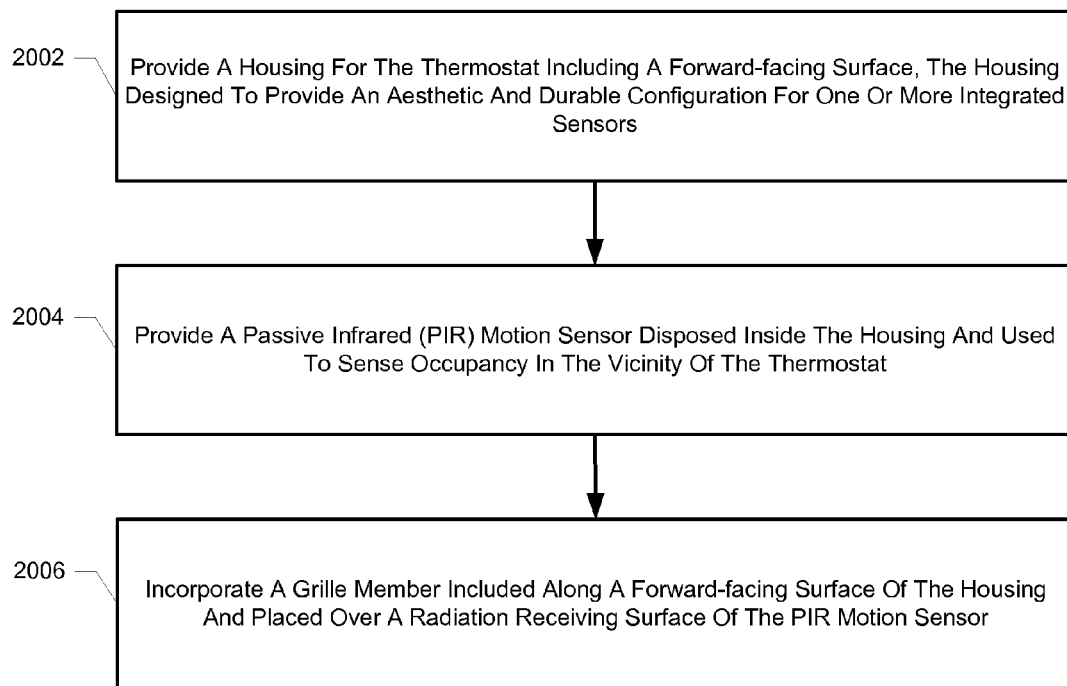 2002
Provide A Housing For The Thermostat Including A Forward-facing Surface, The Housing
Designed To Provide An Aesthetic And Durable Configuration For One Or More Integrated
Sensors
2004
Provide A Passive Infrared (PIR) Motion Sensor Disposed Inside The Housing And Used
To Sense Occupancy In The Vicinity Of The Thermostat
2006
Incorporate A Grille Member Included Along A Forward-facing Surface Of The Housing
And Placed Over A Radiation Receiving Surface Of The PIR Motion Sensor